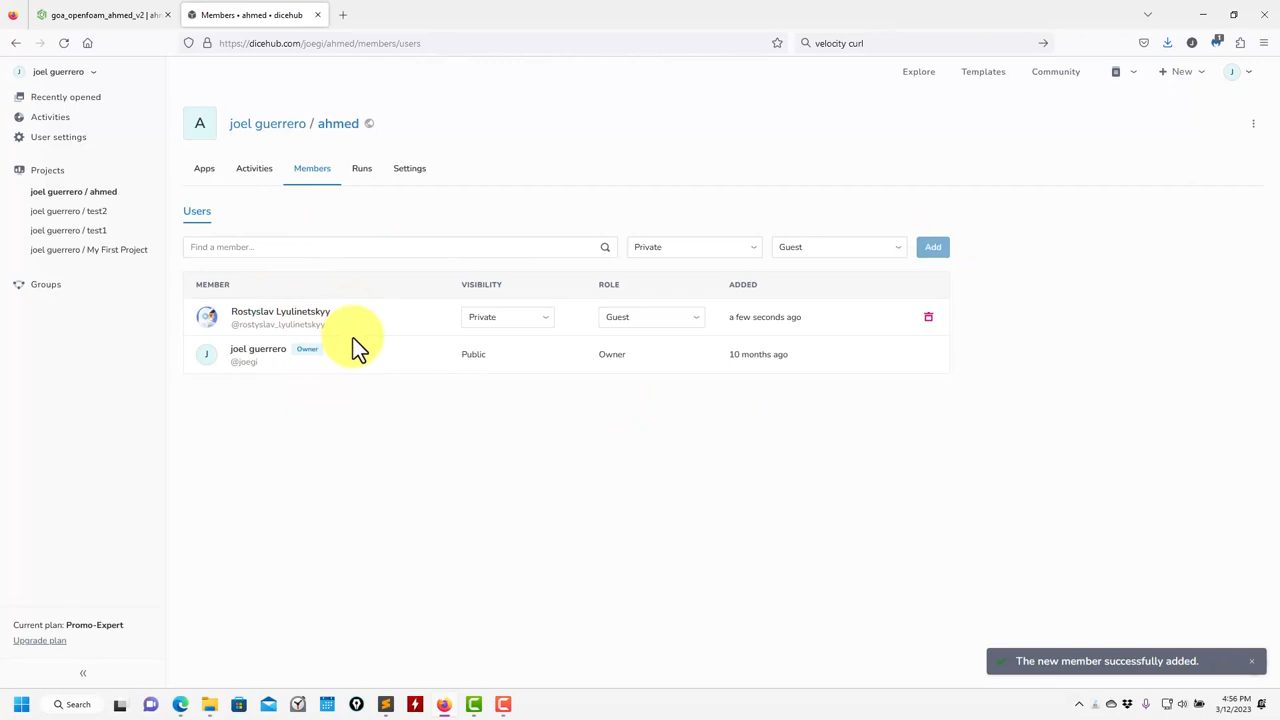 goa_openfoam_ahmed_v2 | ahm
Members • ahmed • dicehub
https://dicehub.com/joegi/ahmed/members/users
velocity curl
1
J joel guerrero
Explore
Templates
Community
New
J
Recently opened
Activities
User settings
Projects
joel guerrero / ahmed
joel guerrero / test2
joel guerrero / test1
joel guerrero / My First Project
Groups
A
joel guerrero / ahmed
Apps
Activities
Members
Runs
Settings
Users
Find a member...
Private
Guest
Add
MEMBER
VISIBILITY
ROLE
ADDED
Rostyslav Lyulinetskyy
@rostyslav_lyulinetskyy
Private
Guest
a few seconds ago
J
joel guerrero
Owner
@joegi
Public
Owner
10 months ago
Current plan: Promo-Expert
Upgrade plan
The new member successfully added.
Search
4:56 PM
3/12/2023